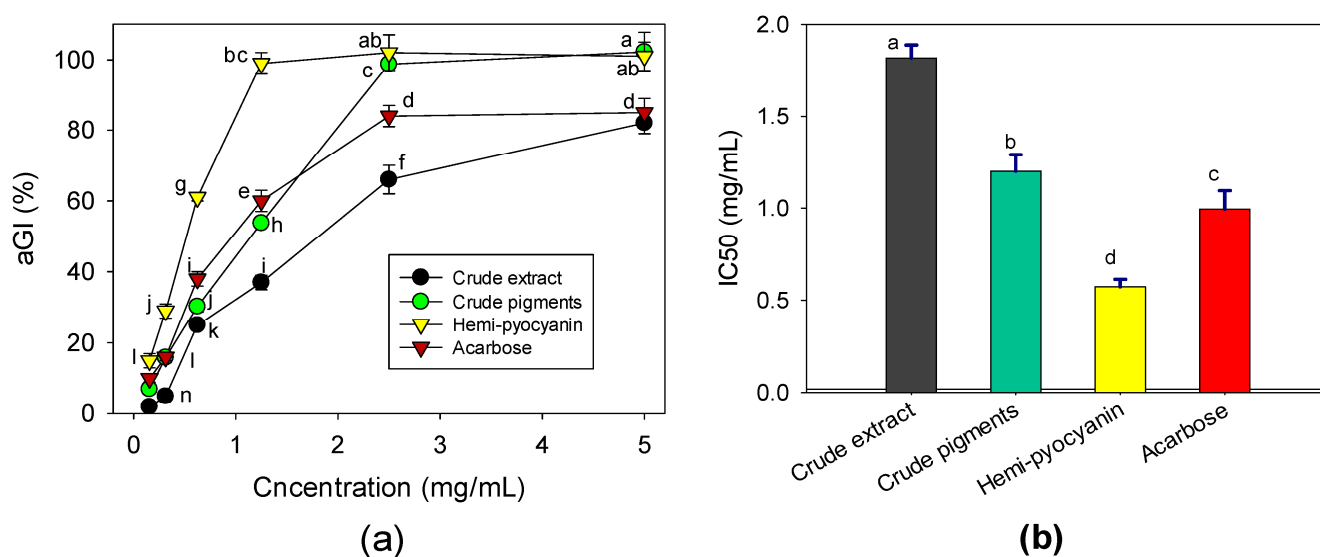 aGI (%)
100
80
60
40
20
0
0 1 2 3 4 5
Cncentration (mg/mL)
bc
ab
a
c
ab
d
d
g
e
f
h
i
i
j
j
k
l
l
n
Crude extract
Crude pigments
Hemi-pyocyanin
Acarbose
(a)
IC50 (mg/mL)
2.0
1.5
1.0
0.5
0.0
a
b
c
d
Crude extract
Crude pigments
Hemi-pyocyanin
Acarbose
(b)